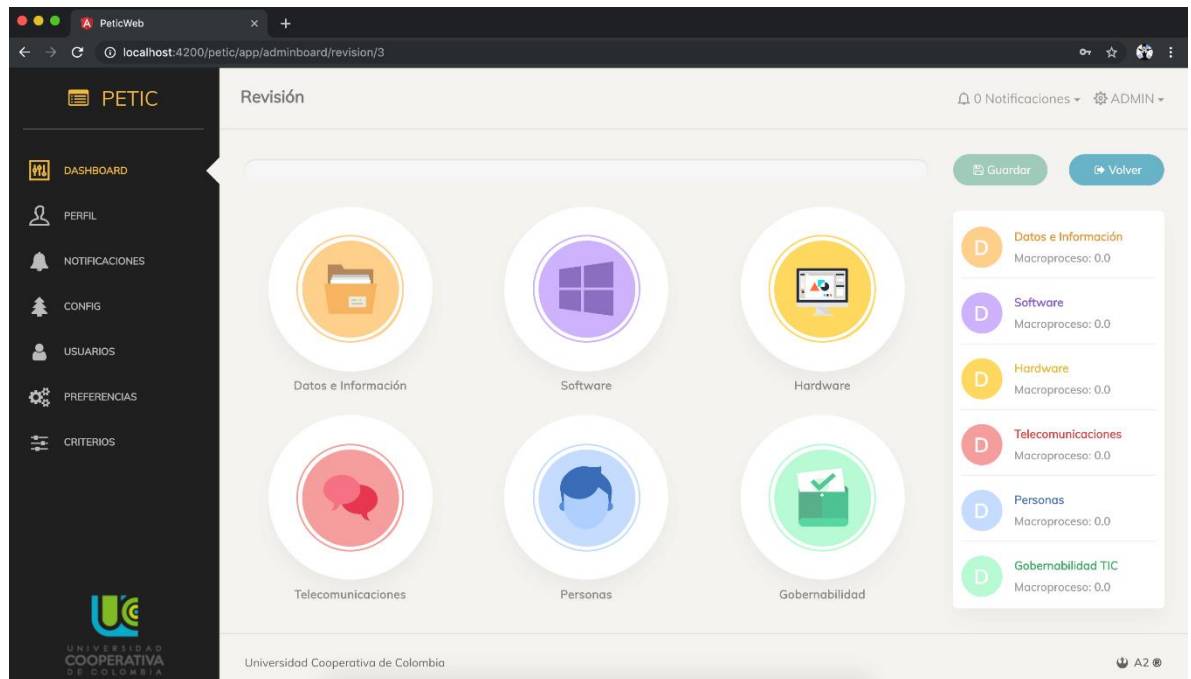 PeticWeb
localhost:4200/petic/app/adminboard/revision/3
PETIC
DASHBOARD
PERFIL
NOTIFICACIONES
CONFIG
USUARIOS
PREFERENCIAS
CRITERIOS
UNIVERSIDAD
COOPERATIVA
DE COLOMBIA
Revisión
0 Notificaciones
ADMIN
Guardar
Volver
Datos e Información
Software
Hardware
Telecomunicaciones
Personas
Gobernabilidad
D
Datos e Información
Macroproceso: 0.0
D
Software
Macroproceso: 0.0
D
Hardware
Macroproceso: 0.0
D
Telecomunicaciones
Macroproceso: 0.0
D
Personas
Macroproceso: 0.0
D
Gobernabilidad TIC
Macroproceso: 0.0
Universidad Cooperativa de Colombia
A2 ®